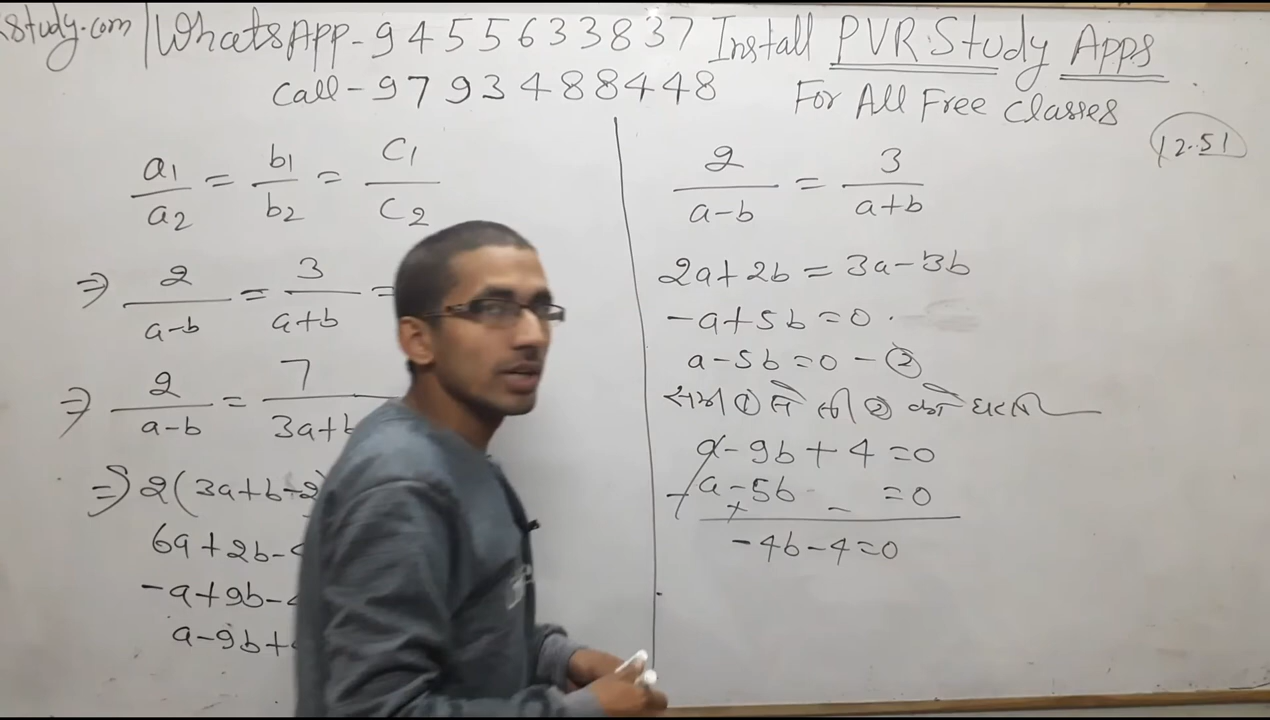 study.com | WhatsApp-9455633837 Install PVR Study Apps
Call-9793488448 For All Free Classes
12.51
a1/a2 = b1/b2 = C1/C2
⇒ 2/(a-b) = 3/(a+b) =
⇒ 2/(a-b) = 7/(3a+b
⇒ 2(3a+b-2)
6a+2b-4
-a+9b-4
a-9b+
2/(a-b) = 3/(a+b)
2a+2b=3a-3b
-a+5b=0
a-5b=0 - ②
① से ② को घटाने
a-9b+4=0
a-5b =0
- + -
-4b-4=0